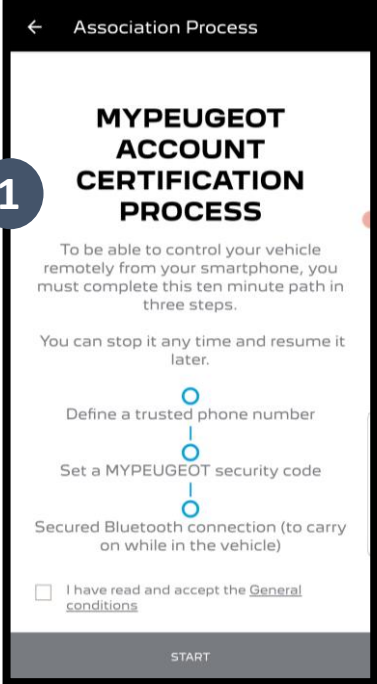 Association Process
MYPEUGEOT
ACCOUNT
CERTIFICATION
PROCESS
1
To be able to control your vehicle
remotely from your smartphone, you
must complete this ten minute path in
three steps.
You can stop it any time and resume it
later.
Define a trusted phone number
Set a MYPEUGEOT security code
Secured Bluetooth connection (to carry
on while in the vehicle)
I have read and accept the General
conditions
START